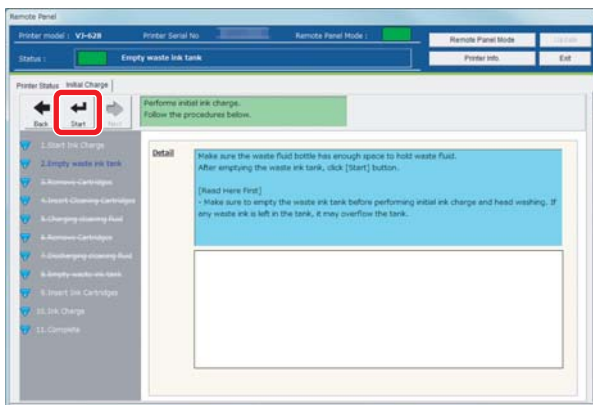 Remote Panel
Printer model : VJ-628 Printer Serial No Remote Panel Mode : Remote Panel Mode Update
Status : Empty waste ink tank Printer Info. Exit
Printer Status Initial Charge
Back Start Next
Performs initial ink charge.
Follow the procedures below.
1.Start Ink Charge
2.Empty waste ink tank
3.Remove Cartridges
4.Insert Cleaning Cartridges
5.Charging cleaning fluid
6.Remove Cartridges
7.Discharging cleaning fluid
8.Empty waste ink tank
9.Insert Ink Cartridges
10.Ink Charge
11.Complete
Detail
Make sure the waste fluid bottle has enough space to hold waste fluid.
After emptying the waste ink tank, click [Start] button.
[Read Here First]
- Make sure to empty the waste ink tank before performing initial ink charge and head washing. If
any waste ink is left in the tank, it may overflow the tank.